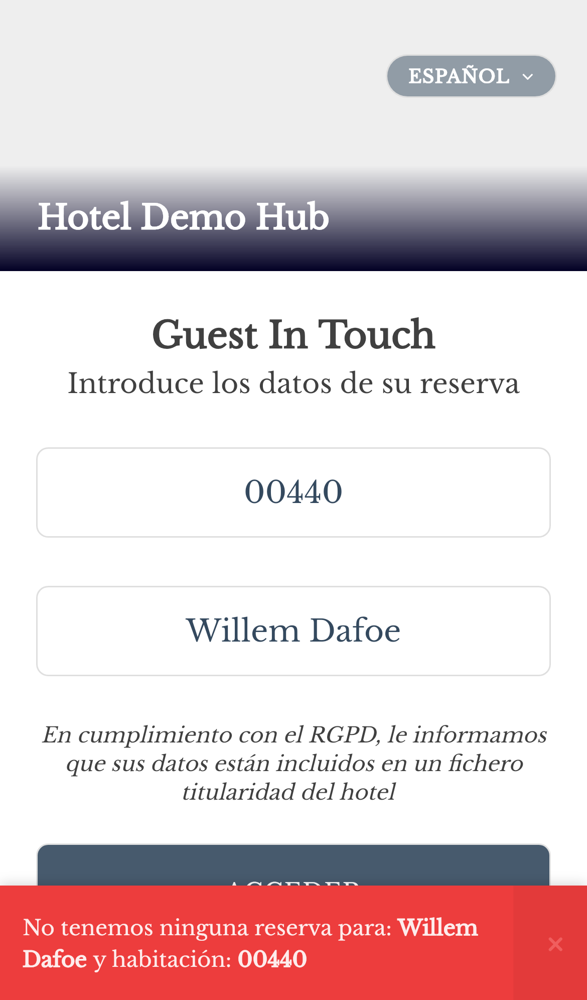 ESPAÑOL
Hotel Demo Hub
Guest In Touch
Introduce los datos de su reserva
00440
Willem Dafoe
En cumplimiento con el RGPD, le informamos
que sus datos están incluidos en un fichero
titularidad del hotel
ACCEDER
No tenemos ninguna reserva para: Willem
Dafoe y habitación: 00440